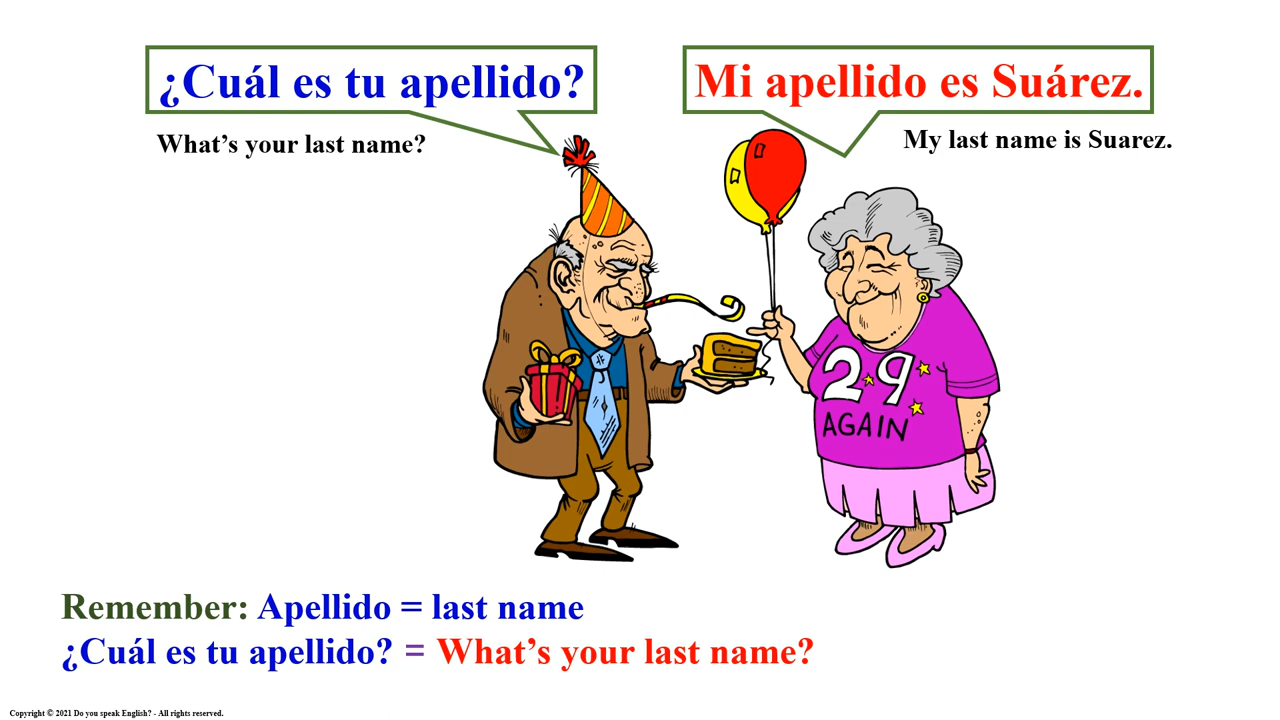 ¿Cuál es tu apellido?
Mi apellido es Suárez.
What's your last name?
My last name is Suarez.
29
AGAIN
Remember: Apellido = last name
¿Cuál es tu apellido? = What's your last name?
Copyright © 2021 Do you speak English? - All rights reserved.